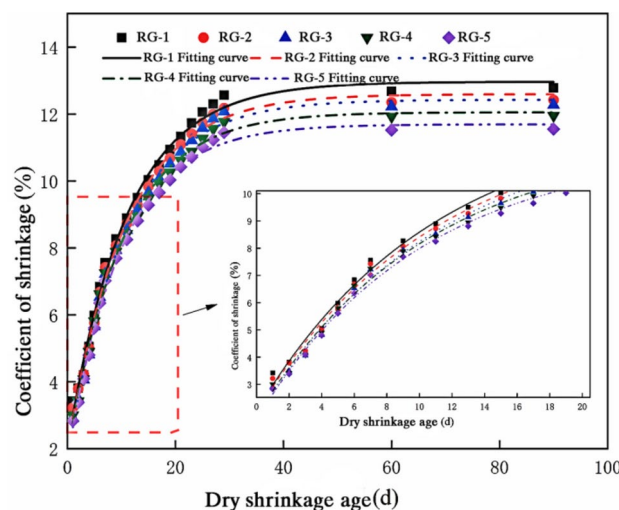 RG-1 RG-2 RG-3 RG-4 RG-5
RG-1 Fitting curve RG-2 Fitting curve RG-3 Fitting curve
RG-4 Fitting curve RG-5 Fitting curve
14
12
10
8
6
4
2
Coefficient of shrinkage (%)
0 20 40 60 80 100
Dry shrinkage age(d)
10
9
8
7
6
5
4
3
2
Coefficient of shrinkage (%)
0 2 4 6 8 10 12 14 16 18 20
Dry shrinkage age(d)